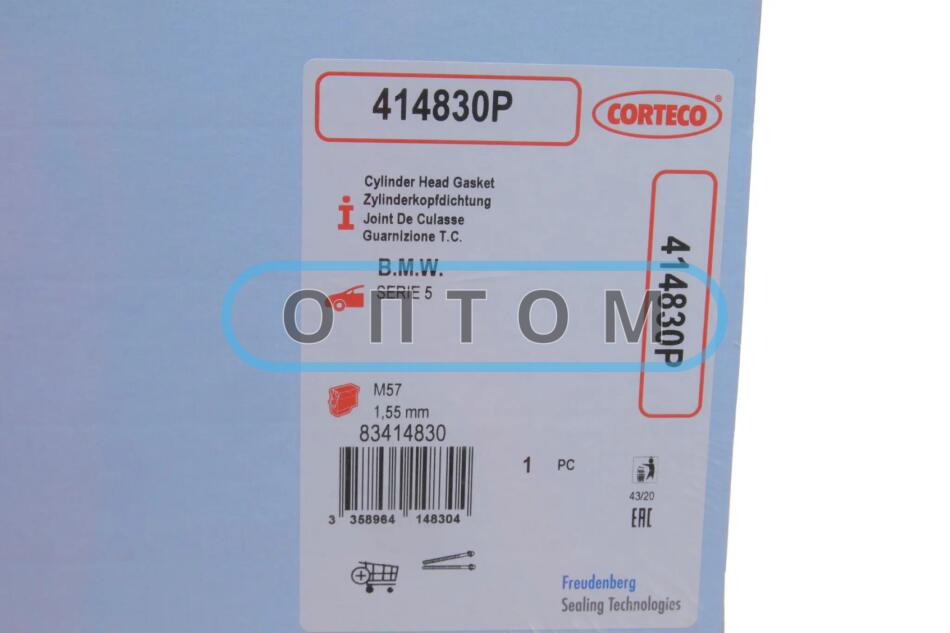 414830P
CORTECO®
Cylinder Head Gasket
Zylinderkopfdichtung
Joint De Culasse
Guarnizione T.C.
414830P
B.M.W.
SERIE 5
ОПТОМ
M57
1,55 mm
83414830
3 358964 148304
1 PC
43/20
EAC
Freudenberg
Sealing Technologies